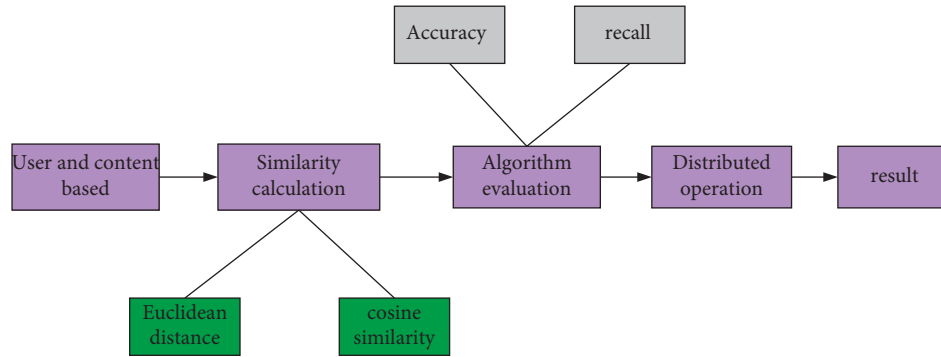 Accuracy
recall
User and content
based
Similarity
calculation
Algorithm
evaluation
Distributed
operation
result
Euclidean
distance
cosine
similarity